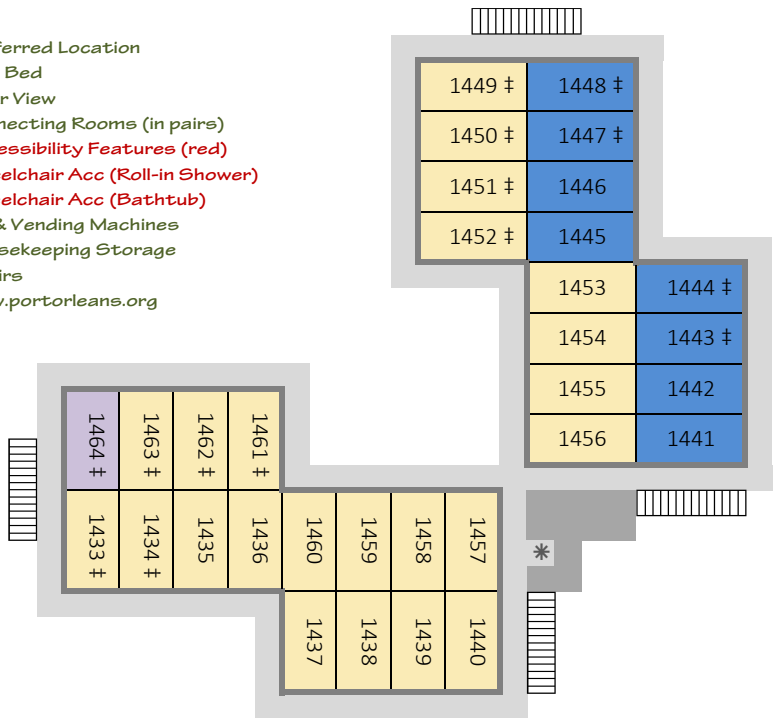 ferred Location
Bed
r View
necting Rooms (in pairs)
essibility Features (red)
elchair Acc (Roll-in Shower)
elchair Acc (Bathtub)
& Vending Machines
sekeeping Storage
irs
.portorleans.org
1449 ‡ 1448 ‡
1450 ‡ 1447 ‡
1451 ‡ 1446
1452 ‡ 1445
1453 1444 ‡
1454 1443 ‡
1455 1442
1456 1441
1464 ‡ 1463 ‡ 1462 ‡ 1461 ‡
1433 ‡ 1434 ‡ 1435 1436 1460 1459 1458 1457
1437 1438 1439 1440